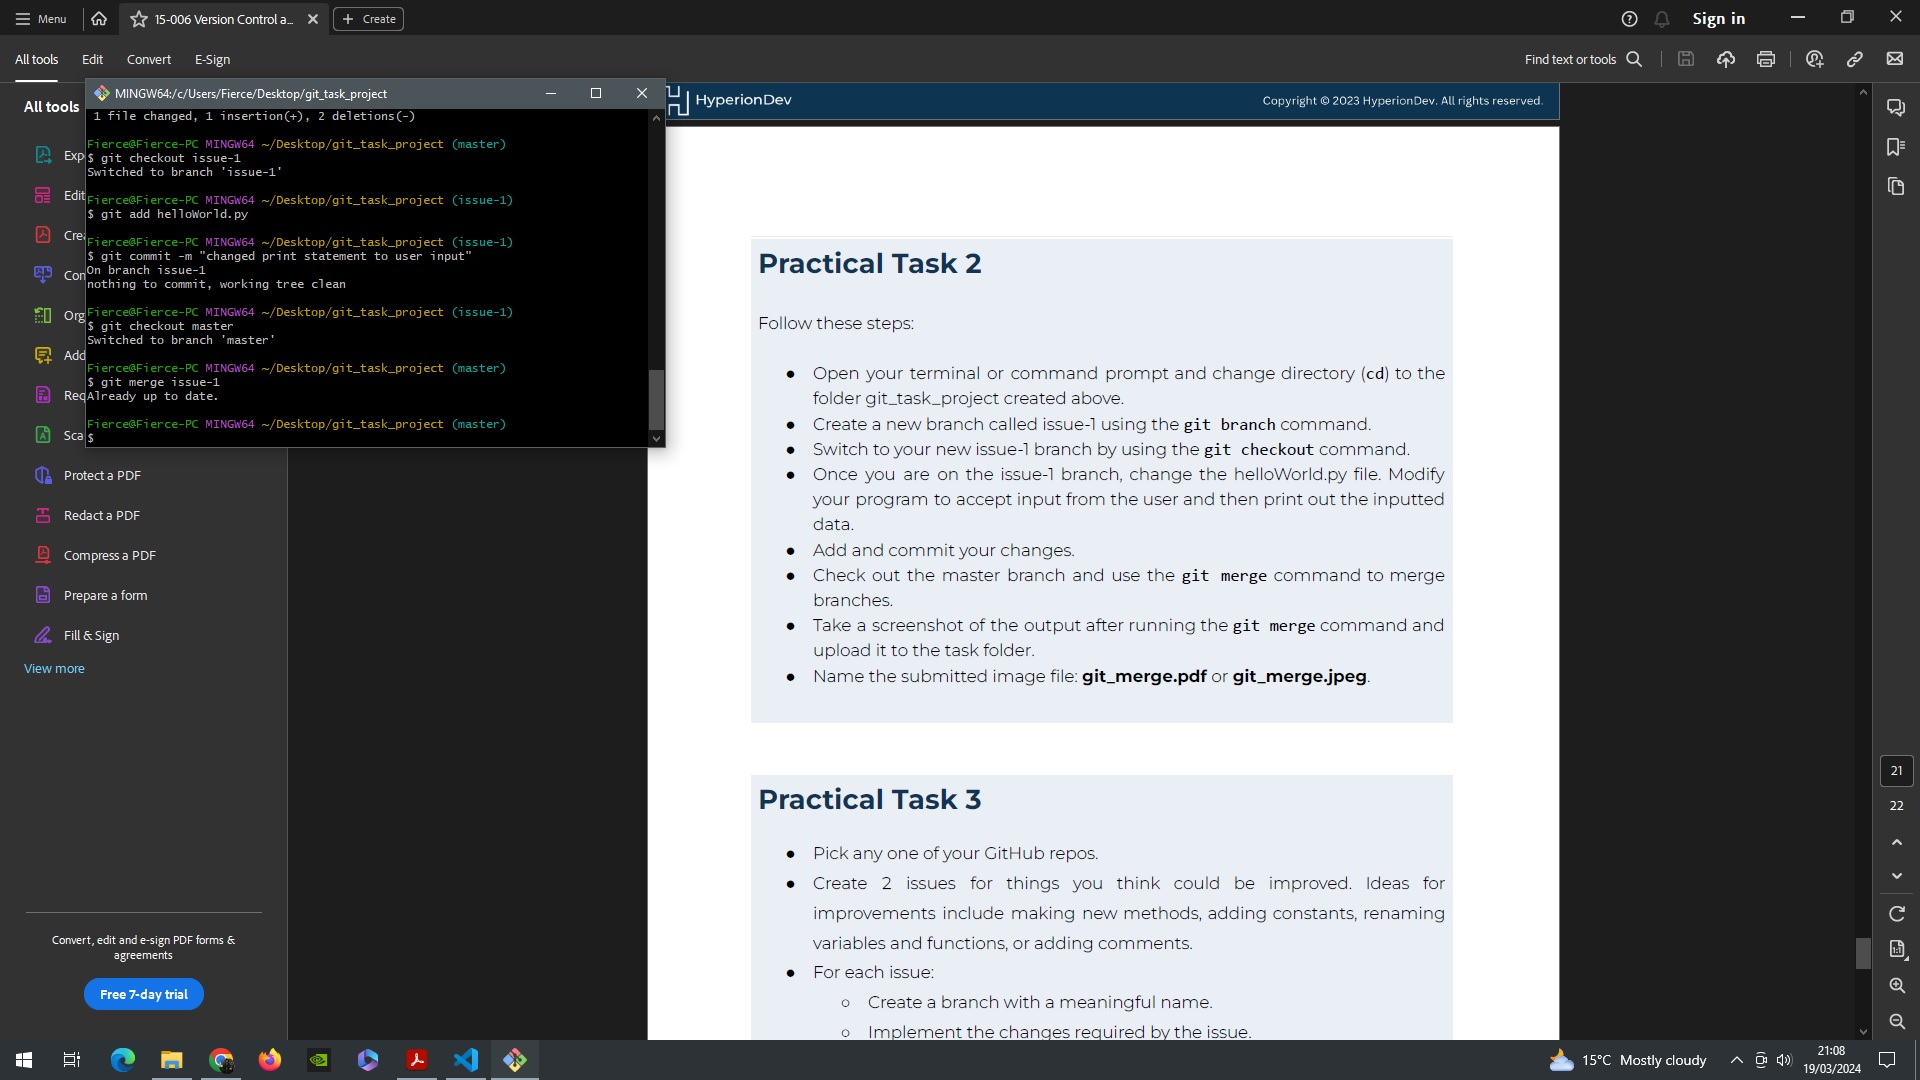 Menu
15-006 Version Control a...
Create
Sign in
All tools
Edit
Convert
E-Sign
Find text or tools
All tools
Exp
Edit
Cre
Con
Org
Add
Req
Sca
Protect a PDF
Redact a PDF
Compress a PDF
Prepare a form
Fill & Sign
View more
Convert, edit and e-sign PDF forms &
agreements
Free 7-day trial
MINGW64:/c/Users/Fierce/Desktop/git_task_project
1 file changed, 1 insertion(+), 2 deletions(-)
Fierce@Fierce-PC MINGW64 ~/Desktop/git_task_project (master)
$ git checkout issue-1
Switched to branch 'issue-1'
Fierce@Fierce-PC MINGW64 ~/Desktop/git_task_project (issue-1)
$ git add helloWorld.py
Fierce@Fierce-PC MINGW64 ~/Desktop/git_task_project (issue-1)
$ git commit -m "changed print statement to user input"
On branch issue-1
nothing to commit, working tree clean
Fierce@Fierce-PC MINGW64 ~/Desktop/git_task_project (issue-1)
$ git checkout master
Switched to branch 'master'
Fierce@Fierce-PC MINGW64 ~/Desktop/git_task_project (master)
$ git merge issue-1
Already up to date.
Fierce@Fierce-PC MINGW64 ~/Desktop/git_task_project (master)
$
HyperionDev
Copyright © 2023 HyperionDev. All rights reserved.
Practical Task 2
Follow these steps:
● Open your terminal or command prompt and change directory (cd) to the
folder git_task_project created above.
● Create a new branch called issue-1 using the git branch command.
● Switch to your new issue-1 branch by using the git checkout command.
● Once you are on the issue-1 branch, change the helloWorld.py file. Modify
your program to accept input from the user and then print out the inputted
data.
● Add and commit your changes.
● Check out the master branch and use the git merge command to merge
branches.
● Take a screenshot of the output after running the git merge command and
upload it to the task folder.
● Name the submitted image file: git_merge.pdf or git_merge.jpeg.
Practical Task 3
● Pick any one of your GitHub repos.
● Create 2 issues for things you think could be improved. Ideas for
improvements include making new methods, adding constants, renaming
variables and functions, or adding comments.
● For each issue:
○ Create a branch with a meaningful name.
○ Implement the changes required by the issue.
21
22
15°C Mostly cloudy
21:08
19/03/2024